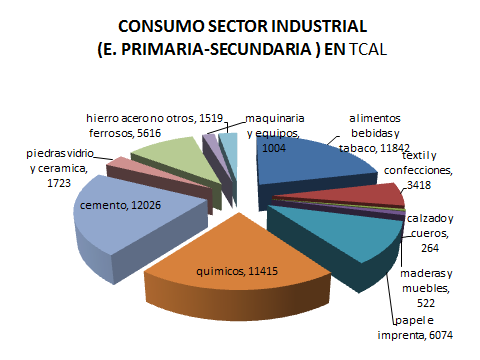 CONSUMO SECTOR INDUSTRIAL
(E. PRIMARIA-SECUNDARIA ) EN TCAL
hierro acero no
ferrosos, 5616
otros, 1519
maquinaria
y equipos,
1004
alimentos
bebidas y
tabaco, 11842
textil y
confecciones,
3418
calzado y
cueros,
264
maderas y
muebles,
522
papel e
imprenta, 6074
quimicos, 11415
cemento, 12026
piedras vidrio
y ceramica,
1723